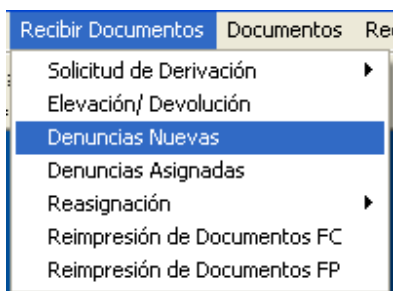 Recibir Documentos Documentos Re
Solicitud de Derivación
Elevación/ Devolución
Denuncias Nuevas
Denuncias Asignadas
Reasignación
Reimpresión de Documentos FC
Reimpresión de Documentos FP